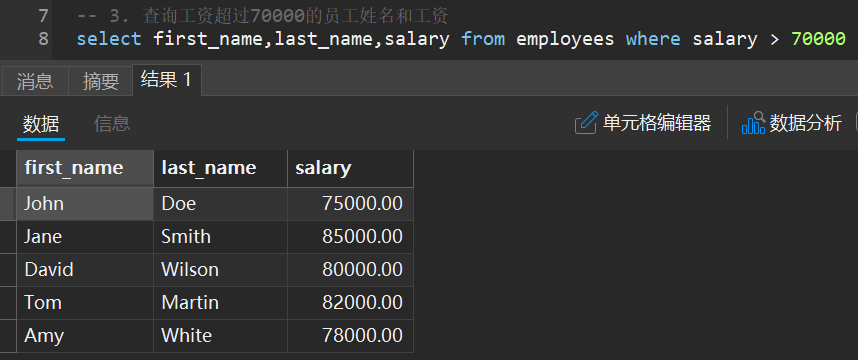 7 -- 3. 查询工资超过70000的员工姓名和工资
8 select first_name,last_name,salary from employees where salary > 70000
消息 摘要 结果 1
数据 信息 单元格编辑器 数据分析
first_name last_name salary
John Doe 75000.00
Jane Smith 85000.00
David Wilson 80000.00
Tom Martin 82000.00
Amy White 78000.00